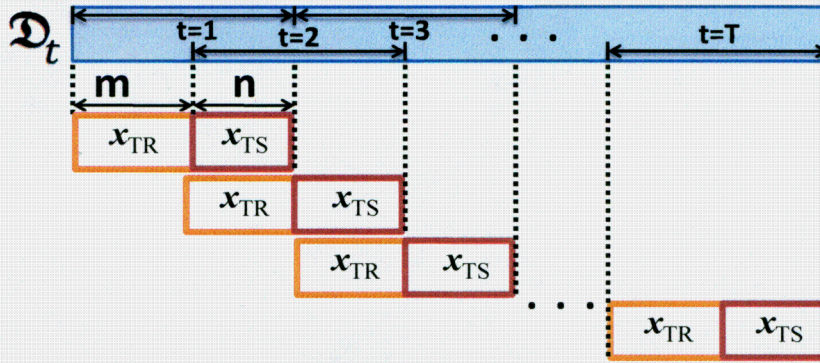 𝔇t t=1 t=2 t=3 . . . t=T
m n
xTR xTS
xTR xTS
xTR xTS
. . .
xTR xTS